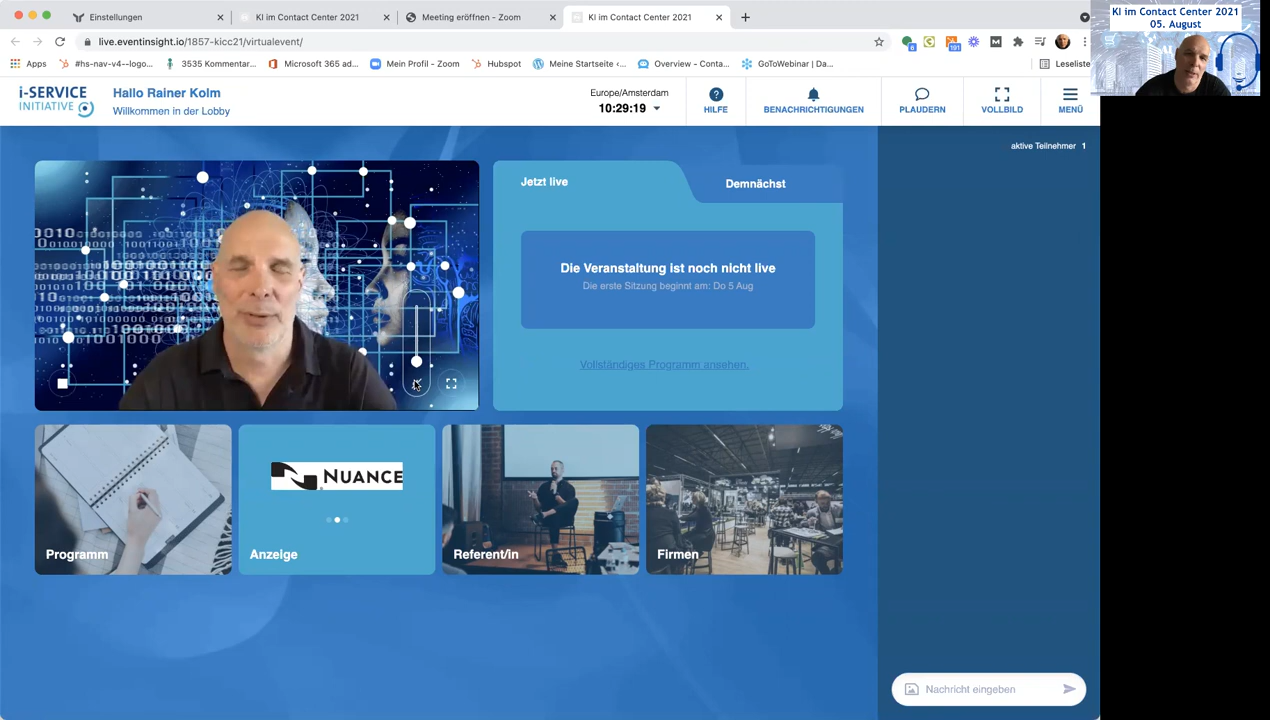 Einstellungen
KI im Contact Center 2021
Meeting eröffnen - Zoom
KI im Contact Center 2021
KI im Contact Center 2021
05. August
live.eventinsight.io/1857-kicc21/virtualevent/
6
191
Apps
#hs-nav-v4--logo...
3535 Kommentar...
Microsoft 365 ad...
Mein Profil - Zoom
Hubspot
Meine Startseite ‹...
Overview - Conta...
GoToWebinar | Da...
Leseliste
i-SERVICE
INITIATIVE
Hallo Rainer Kolm
Willkommen in der Lobby
Europe/Amsterdam
10:29:19
HILFE
BENACHRICHTIGUNGEN
PLAUDERN
VOLLBILD
MENÜ
aktive Teilnehmer 1
Jetzt live
Demnächst
Die Veranstaltung ist noch nicht live
Die erste Sitzung beginnt am: Do 5 Aug
Vollständiges Programm ansehen.
NUANCE
Programm
Anzeige
Referent/in
Firmen
Nachricht eingeben